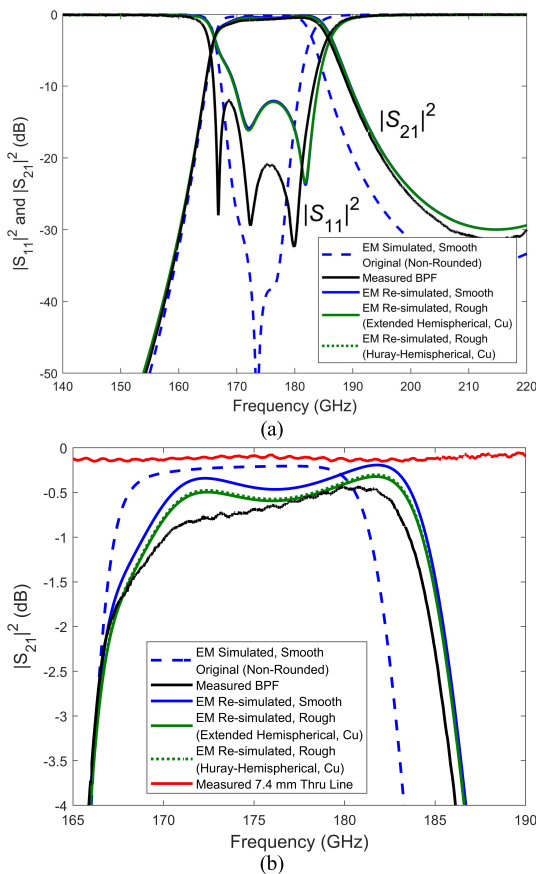 0
-10
-20
-30
-40
-50
|S₁₁|² and |S₂₁|² (dB)
|S₂₁|²
|S₁₁|²
EM Simulated, Smooth
Original (Non-Rounded)
Measured BPF
EM Re-simulated, Smooth
EM Re-simulated, Rough
(Extended Hemispherical, Cu)
EM Re-simulated, Rough
(Huray-Hemispherical, Cu)
140 150 160 170 180 190 200 210 220
Frequency (GHz)
(a)
0
-0.5
-1
-1.5
-2
-2.5
-3
-3.5
-4
|S₂₁|² (dB)
EM Simulated, Smooth
Original (Non-Rounded)
Measured BPF
EM Re-simulated, Smooth
EM Re-simulated, Rough
(Extended Hemispherical, Cu)
EM Re-simulated, Rough
(Huray-Hemispherical, Cu)
Measured 7.4 mm Thru Line
165 170 175 180 185 190
Frequency (GHz)
(b)